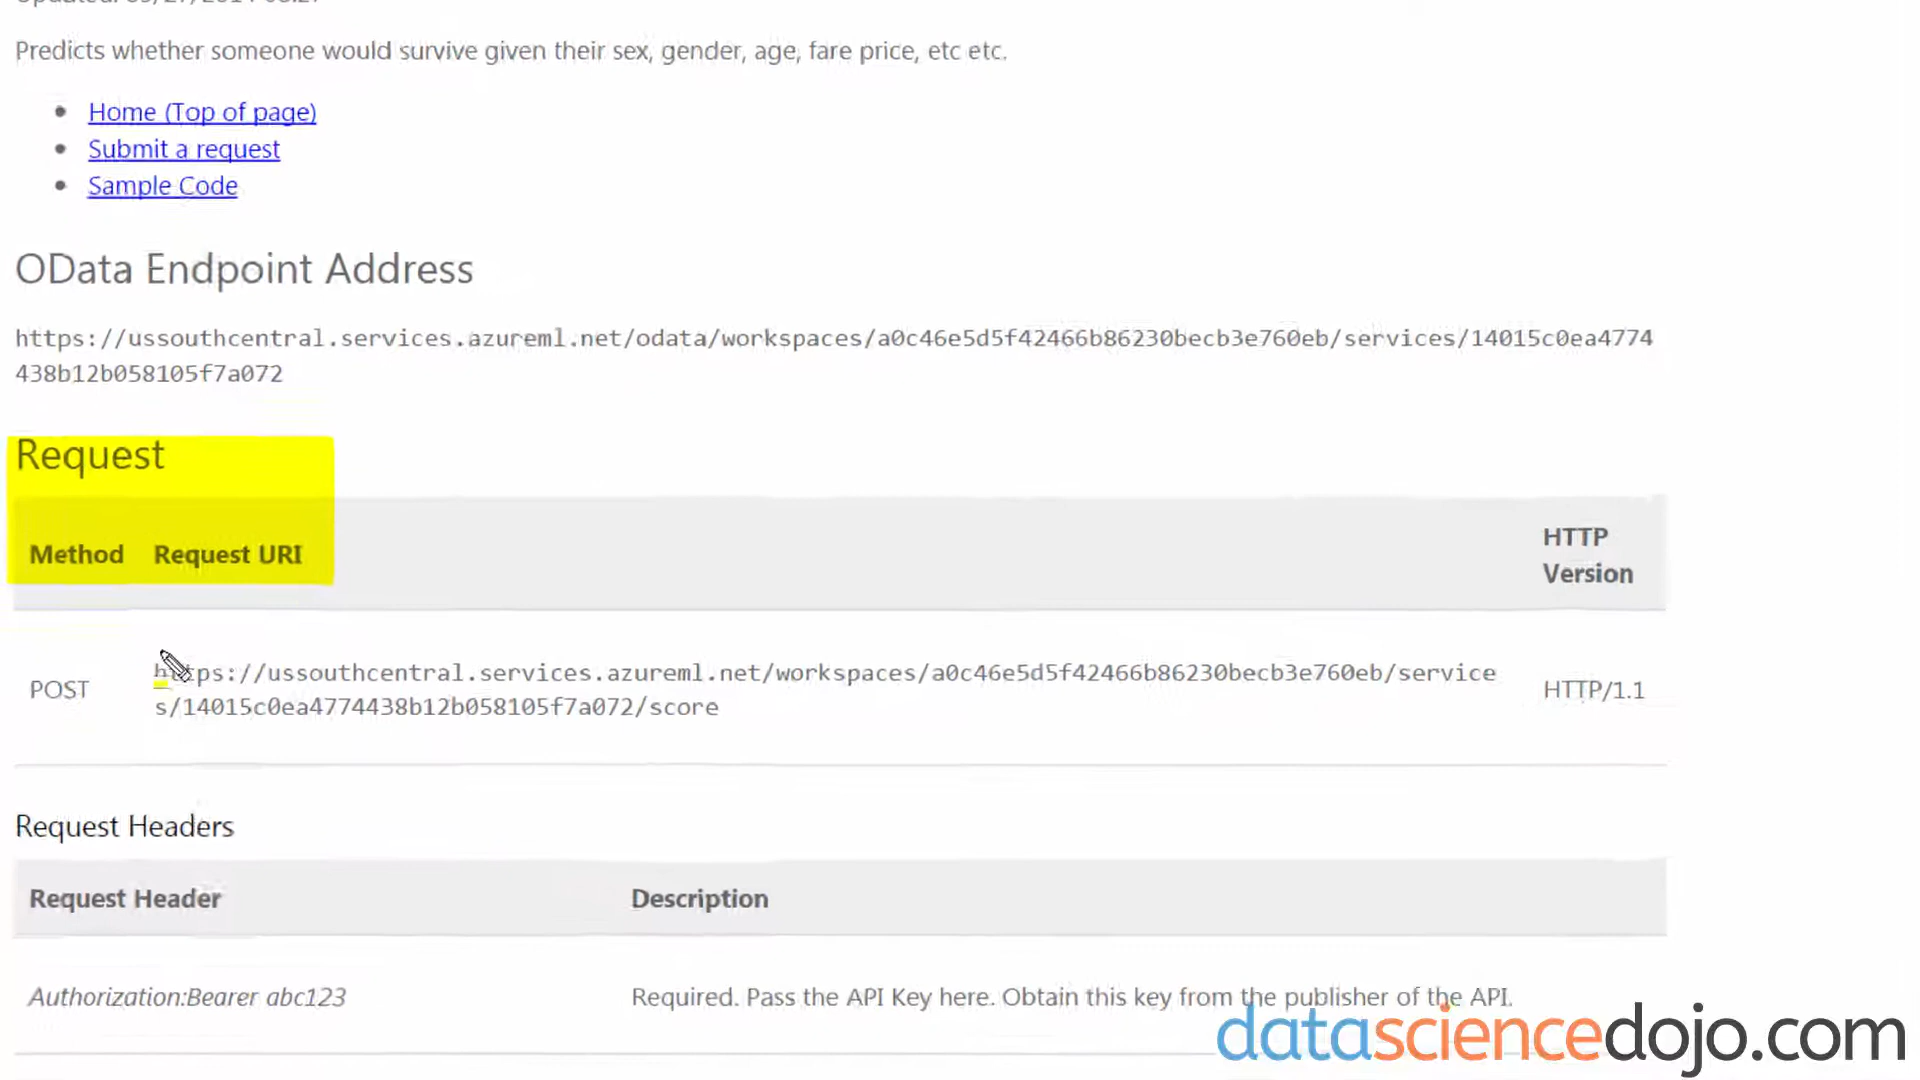 Predicts whether someone would survive given their sex, gender, age, fare price, etc etc.
Home (Top of page)
Submit a request
Sample Code
OData Endpoint Address
https://ussouthcentral.services.azureml.net/odata/workspaces/a0c46e5d5f42466b86230becb3e760eb/services/14015c0ea4774
438b12b058105f7a072
Request
Method Request URI HTTP Version
POST https://ussouthcentral.services.azureml.net/workspaces/a0c46e5d5f42466b86230becb3e760eb/service
s/14015c0ea4774438b12b058105f7a072/score HTTP/1.1
Request Headers
Request Header Description
Authorization:Bearer abc123 Required. Pass the API Key here. Obtain this key from the publisher of the API.
datasciencedojo.com